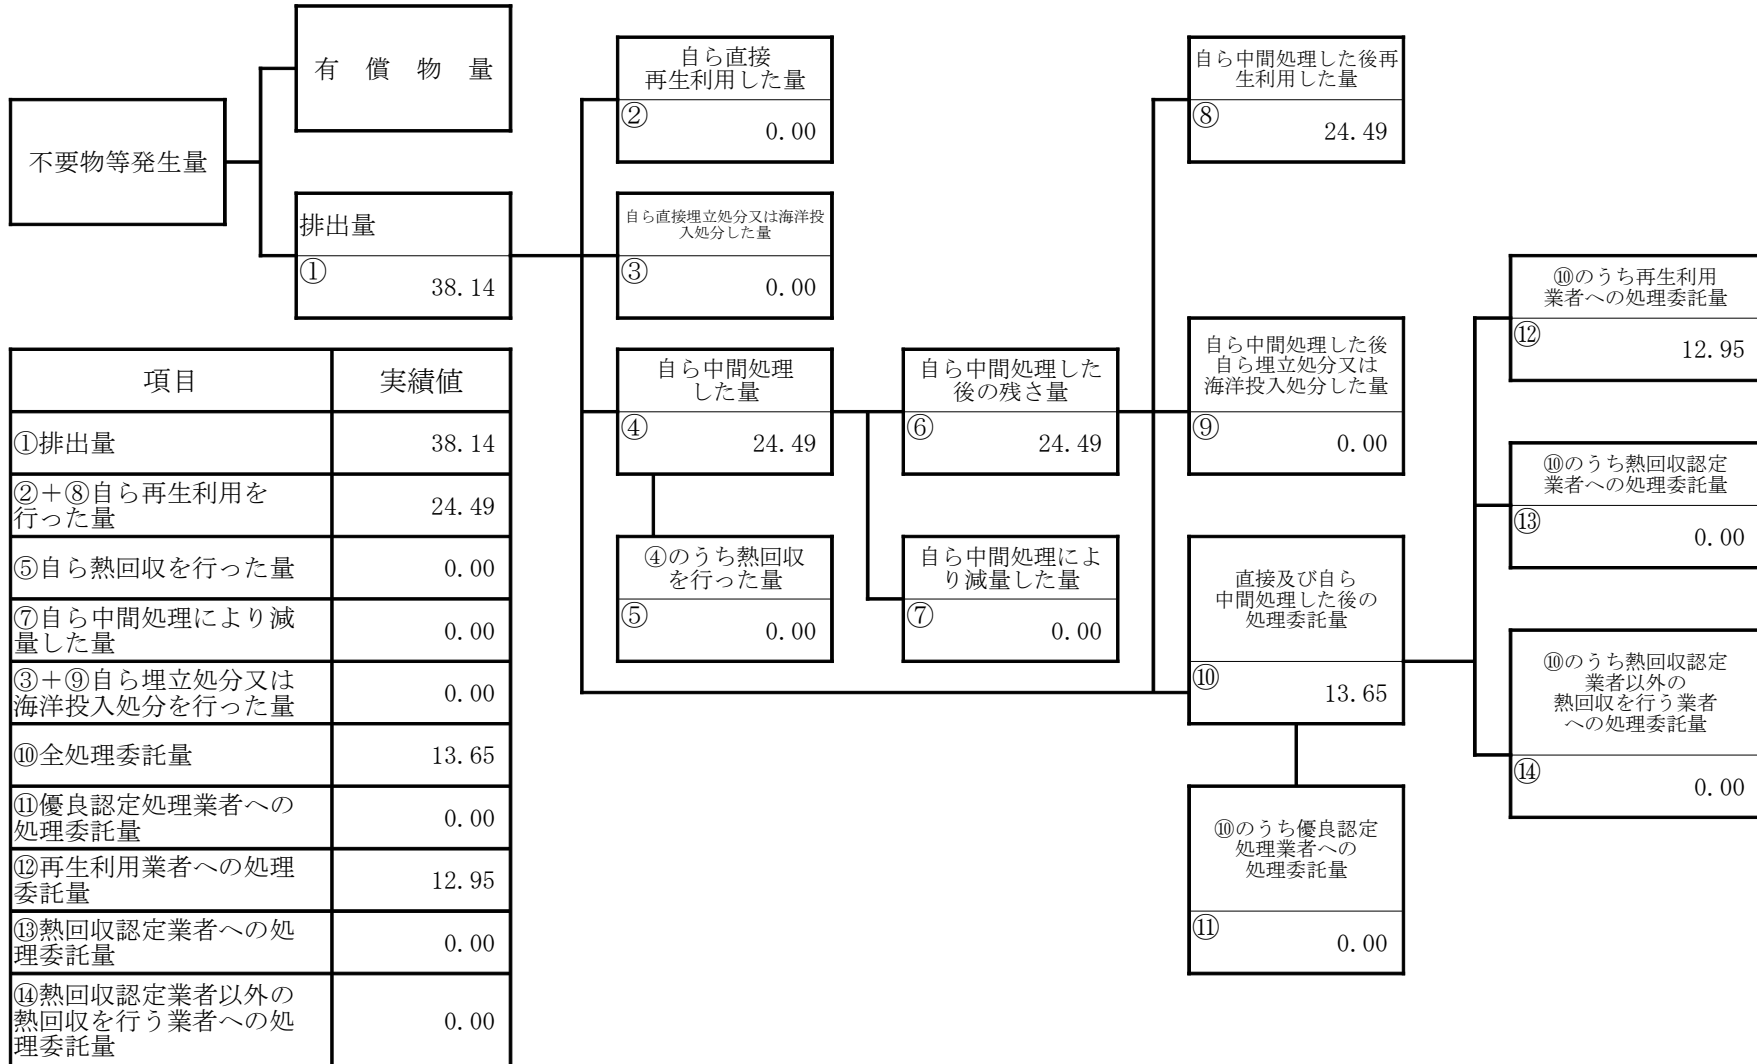 不要物等発生量
有　償　物　量
排出量
①
38.14
自ら直接
再生利用した量
②
0.00
自ら直接埋立処分又は海洋投
入処分した量
③
0.00
自ら中間処理
した量
④
24.49
④のうち熱回収
を行った量
⑤
0.00
自ら中間処理した
後の残さ量
⑥
24.49
自ら中間処理によ
り減量した量
⑦
0.00
自ら中間処理した後再
生利用した量
⑧
24.49
自ら中間処理した後
自ら埋立処分又は
海洋投入処分した量
⑨
0.00
直接及び自ら
中間処理した後の
処理委託量
⑩
13.65
⑩のうち優良認定
処理業者への
処理委託量
⑪
0.00
⑩のうち再生利用
業者への処理委託量
⑫
12.95
⑩のうち熱回収認定
業者への処理委託量
⑬
0.00
⑩のうち熱回収認定
業者以外の
熱回収を行う業者
への処理委託量
⑭
0.00
項目 実績値
①排出量 38.14
②＋⑧自ら再生利用を
行った量 24.49
⑤自ら熱回収を行った量 0.00
⑦自ら中間処理により減
量した量 0.00
③＋⑨自ら埋立処分又は
海洋投入処分を行った量 0.00
⑩全処理委託量 13.65
⑪優良認定処理業者への
処理委託量 0.00
⑫再生利用業者への処理
委託量 12.95
⑬熱回収認定業者への処
理委託量 0.00
⑭熱回収認定業者以外の
熱回収を行う業者への処
理委託量 0.00